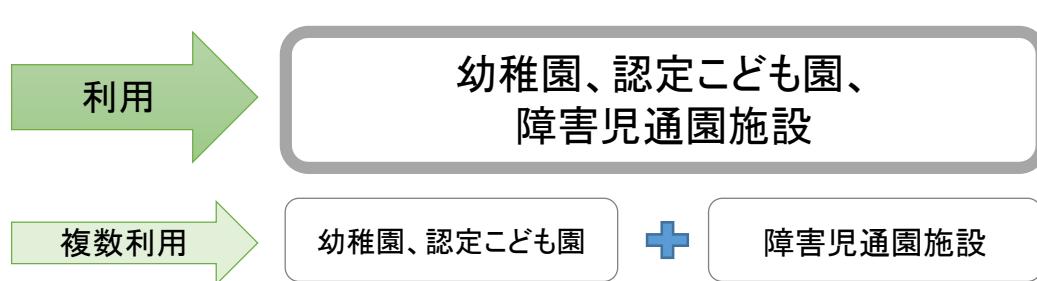 利用
幼稚園、認定こども園、
障害児通園施設
複数利用
幼稚園、認定こども園
障害児通園施設